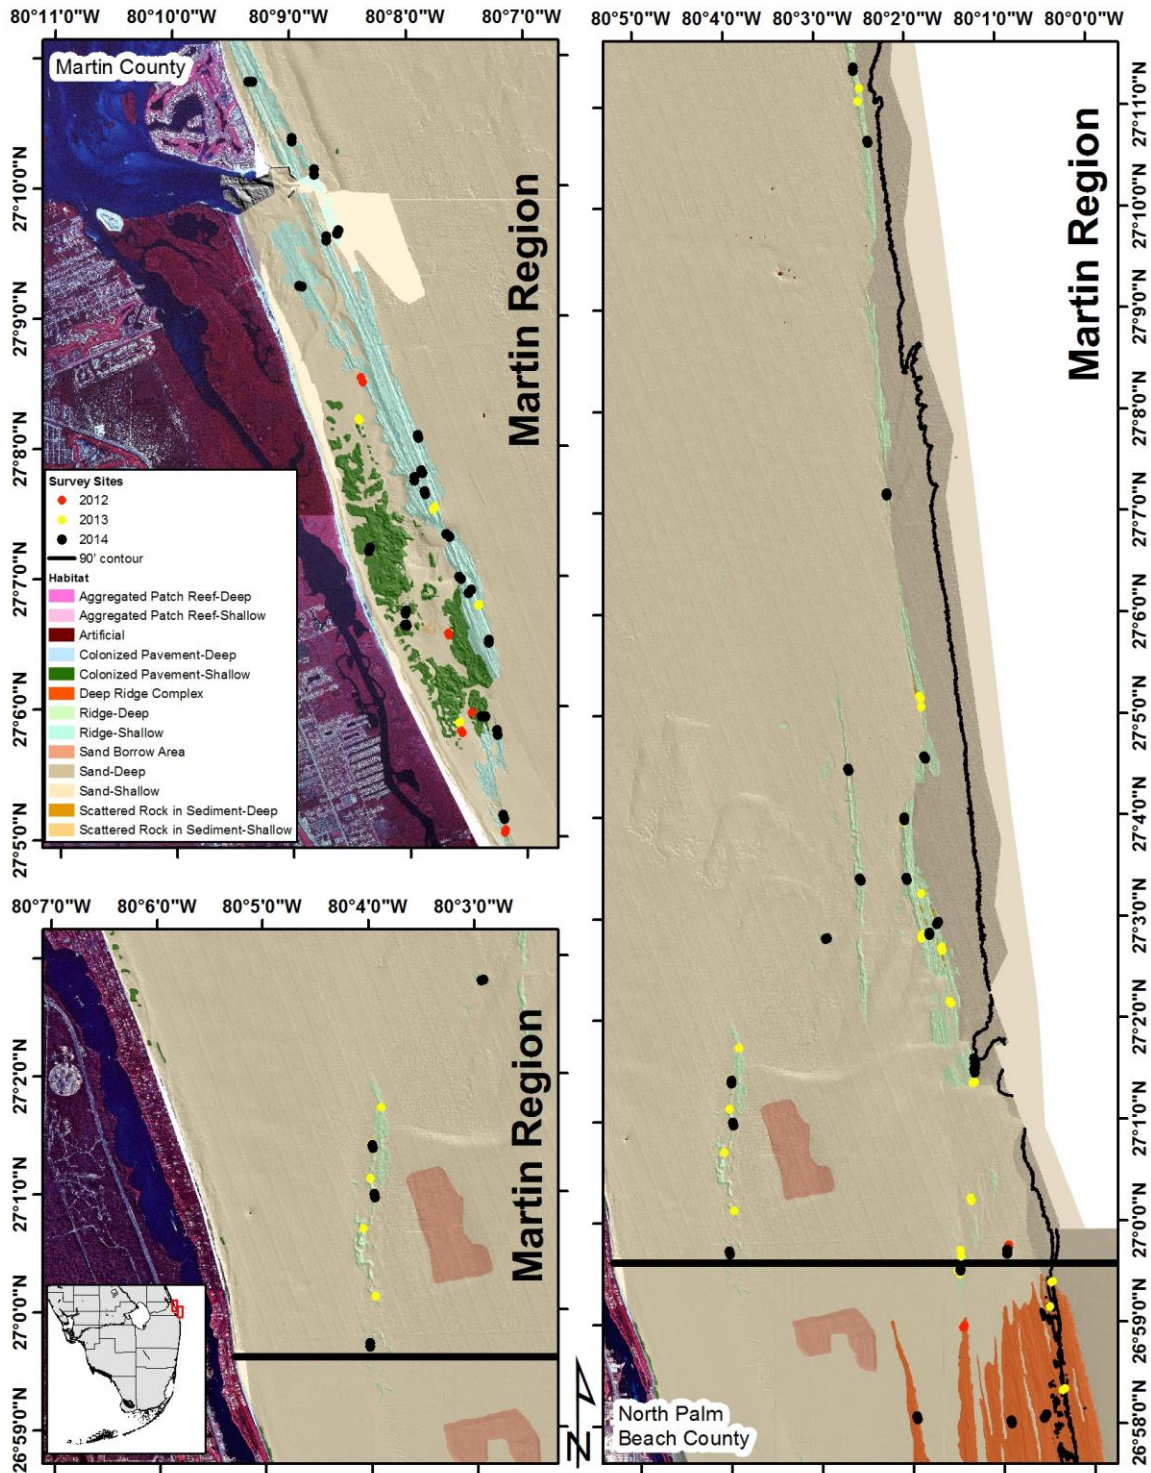 80°11'0"W 80°10'0"W 80°9'0"W 80°8'0"W 80°7'0"W
80°5'0"W 80°4'0"W 80°3'0"W 80°2'0"W 80°1'0"W 80°0'0"W
Martin County
27°10'0"N
27°9'0"N
27°8'0"N
27°7'0"N
27°6'0"N
27°5'0"N
Martin Region
Survey Sites
2012
2013
2014
90' contour
Habitat
Aggregated Patch Reef-Deep
Aggregated Patch Reef-Shallow
Artificial
Colonized Pavement-Deep
Colonized Pavement-Shallow
Deep Ridge Complex
Ridge-Deep
Ridge-Shallow
Sand Borrow Area
Sand-Deep
Sand-Shallow
Scattered Rock in Sediment-Deep
Scattered Rock in Sediment-Shallow
80°7'0"W 80°6'0"W 80°5'0"W 80°4'0"W 80°3'0"W
27°2'0"N
27°1'0"N
27°0'0"N
26°59'0"N
Martin Region
N
Martin Region
27°11'0"N
27°10'0"N
27°9'0"N
27°8'0"N
27°7'0"N
27°6'0"N
27°5'0"N
27°4'0"N
27°3'0"N
27°2'0"N
27°1'0"N
27°0'0"N
26°59'0"N
26°58'0"N
North Palm
Beach County